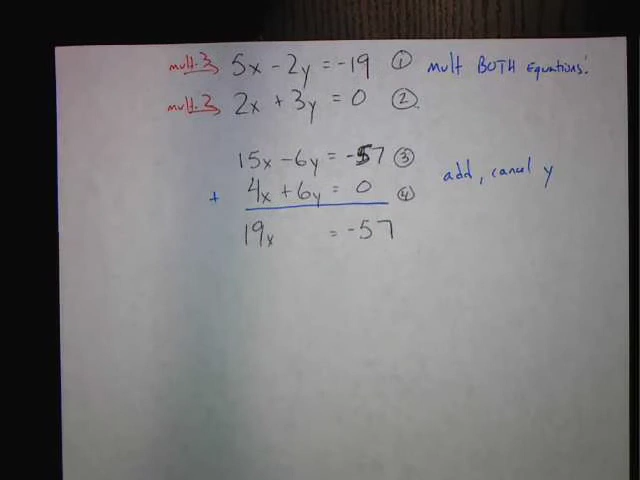 mult. 3 5x - 2y = -19 ① mult BOTH Equations!
mult. 2 2x + 3y = 0 ②.
15x - 6y = -57 ③
add, cancel y
+ 4x + 6y = 0 ④
19x = -57